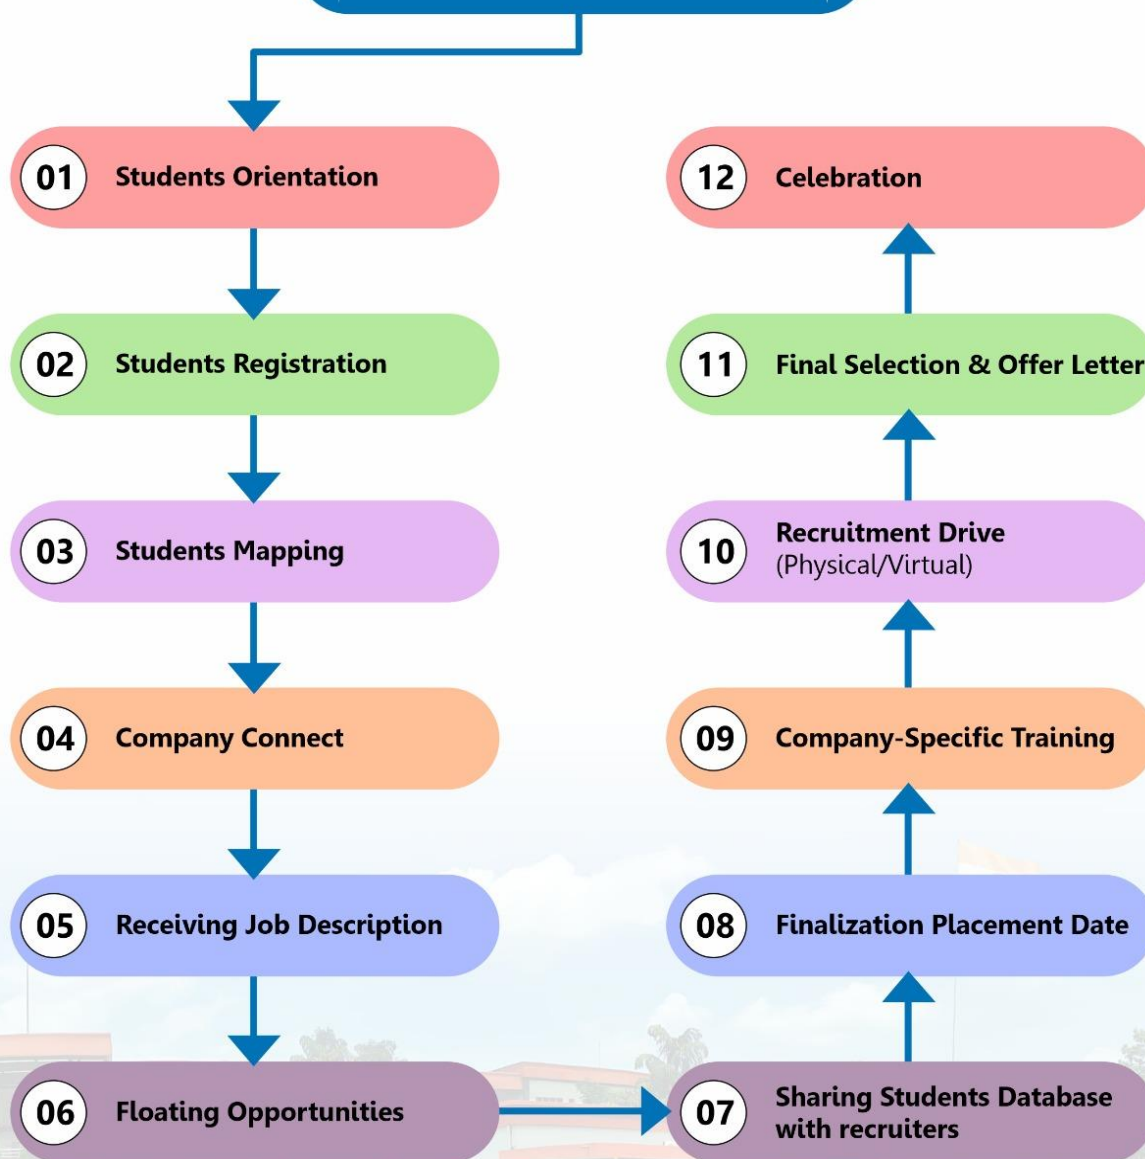 01 Students Orientation
02 Students Registration
03 Students Mapping
04 Company Connect
05 Receiving Job Description
06 Floating Opportunities
07 Sharing Students Database
with recruiters
08 Finalization Placement Date
09 Company-Specific Training
10 Recruitment Drive
(Physical/Virtual)
11 Final Selection & Offer Letter
12 Celebration